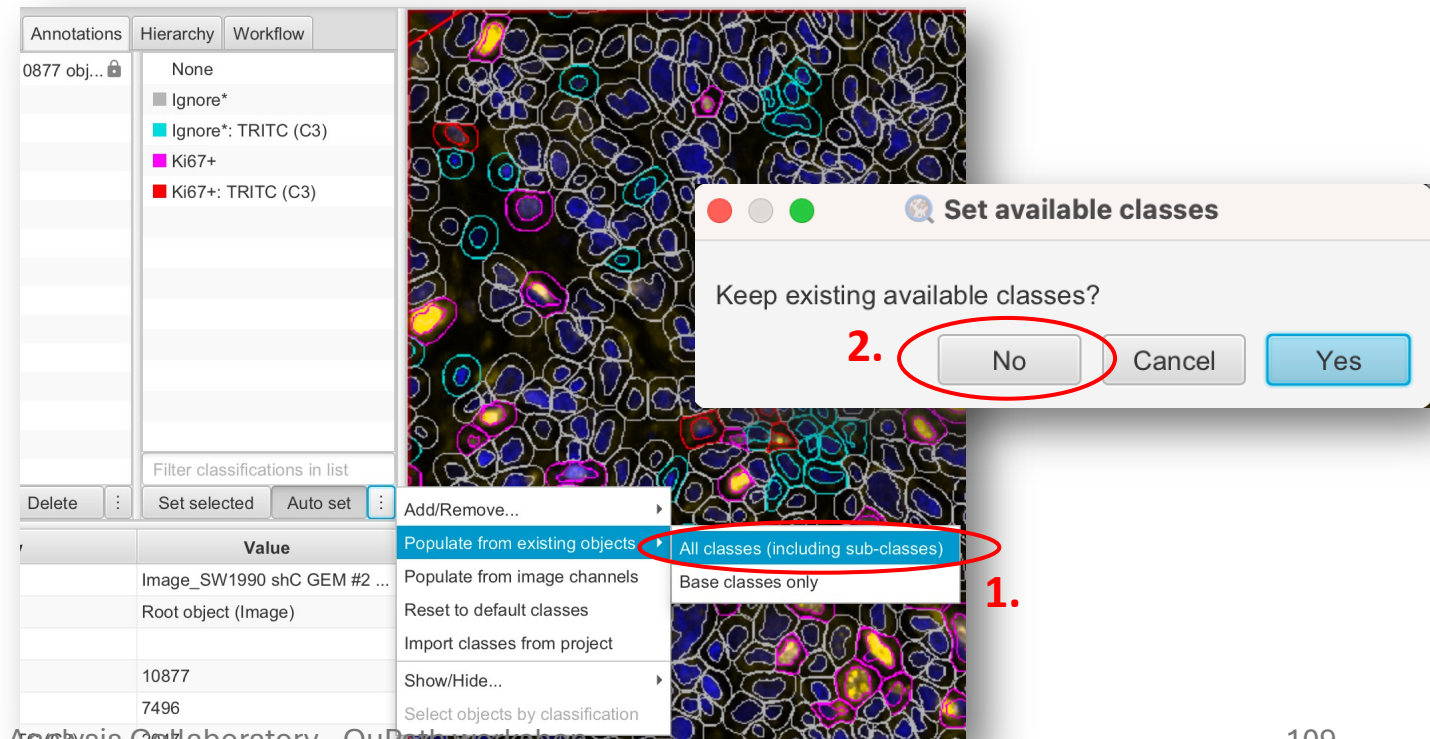 Annotations Hierarchy Workflow
0877 obj...
None
Ignore*
Ignore*: TRITC (C3)
Ki67+
Ki67+: TRITC (C3)
Set available classes
Keep existing available classes?
2.
No Cancel Yes
Filter classifications in list
Delete Set selected Auto set
Add/Remove...
Populate from existing objects
All classes (including sub-classes)
Base classes only
1.
Populate from image channels
Reset to default classes
Import classes from project
Show/Hide...
Select objects by classification
Value
Image_SW1990 shC GEM #2 ...
Root object (Image)
10877
7496
109